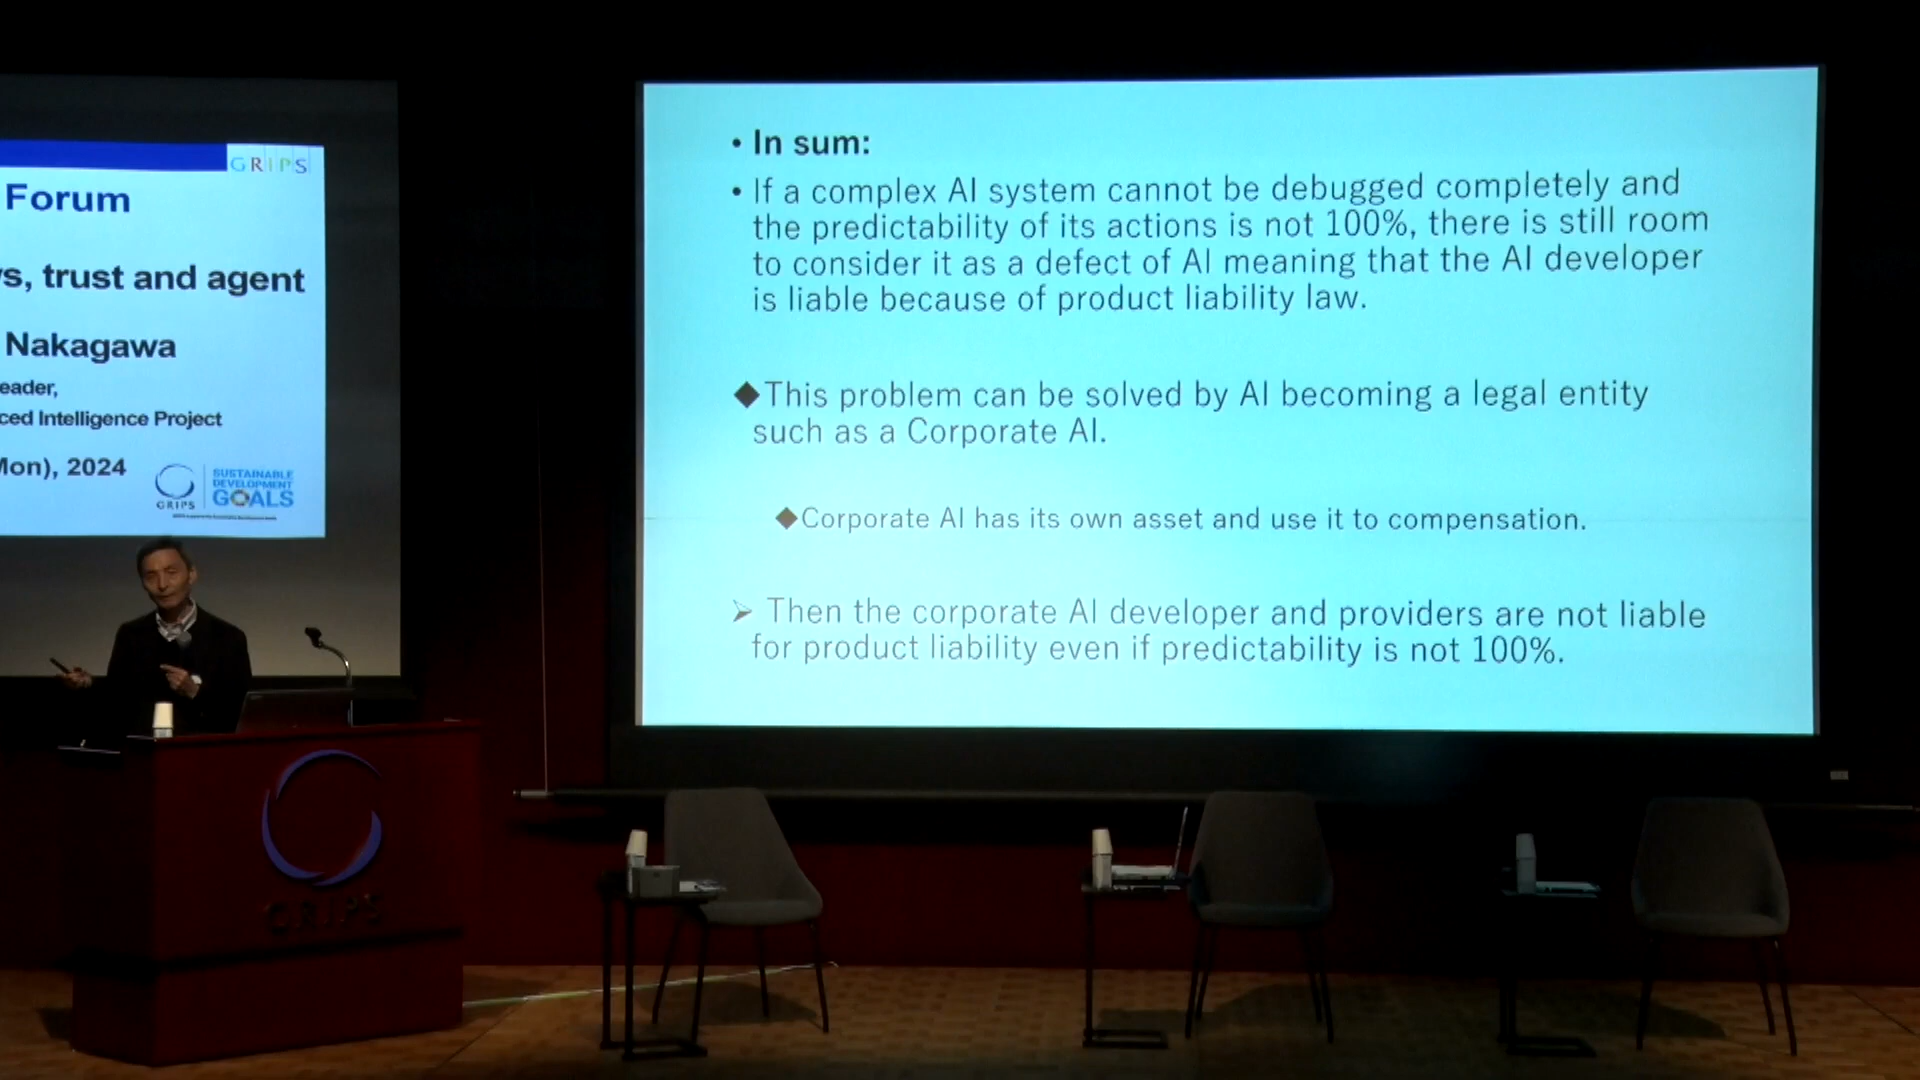 GRIPS
Forum
s, trust and agent
Nakagawa
eader,
ced Intelligence Project
on), 2024
SUSTAINABLE
DEVELOPMENT
GOALS
GRIPS
• In sum:
• If a complex AI system cannot be debugged completely and
the predictability of its actions is not 100%, there is still room
to consider it as a defect of AI meaning that the AI developer
is liable because of product liability law.
◆This problem can be solved by AI becoming a legal entity
such as a Corporate AI.
◆Corporate AI has its own asset and use it to compensation.
➢ Then the corporate AI developer and providers are not liable
for product liability even if predictability is not 100%.
GRIPS